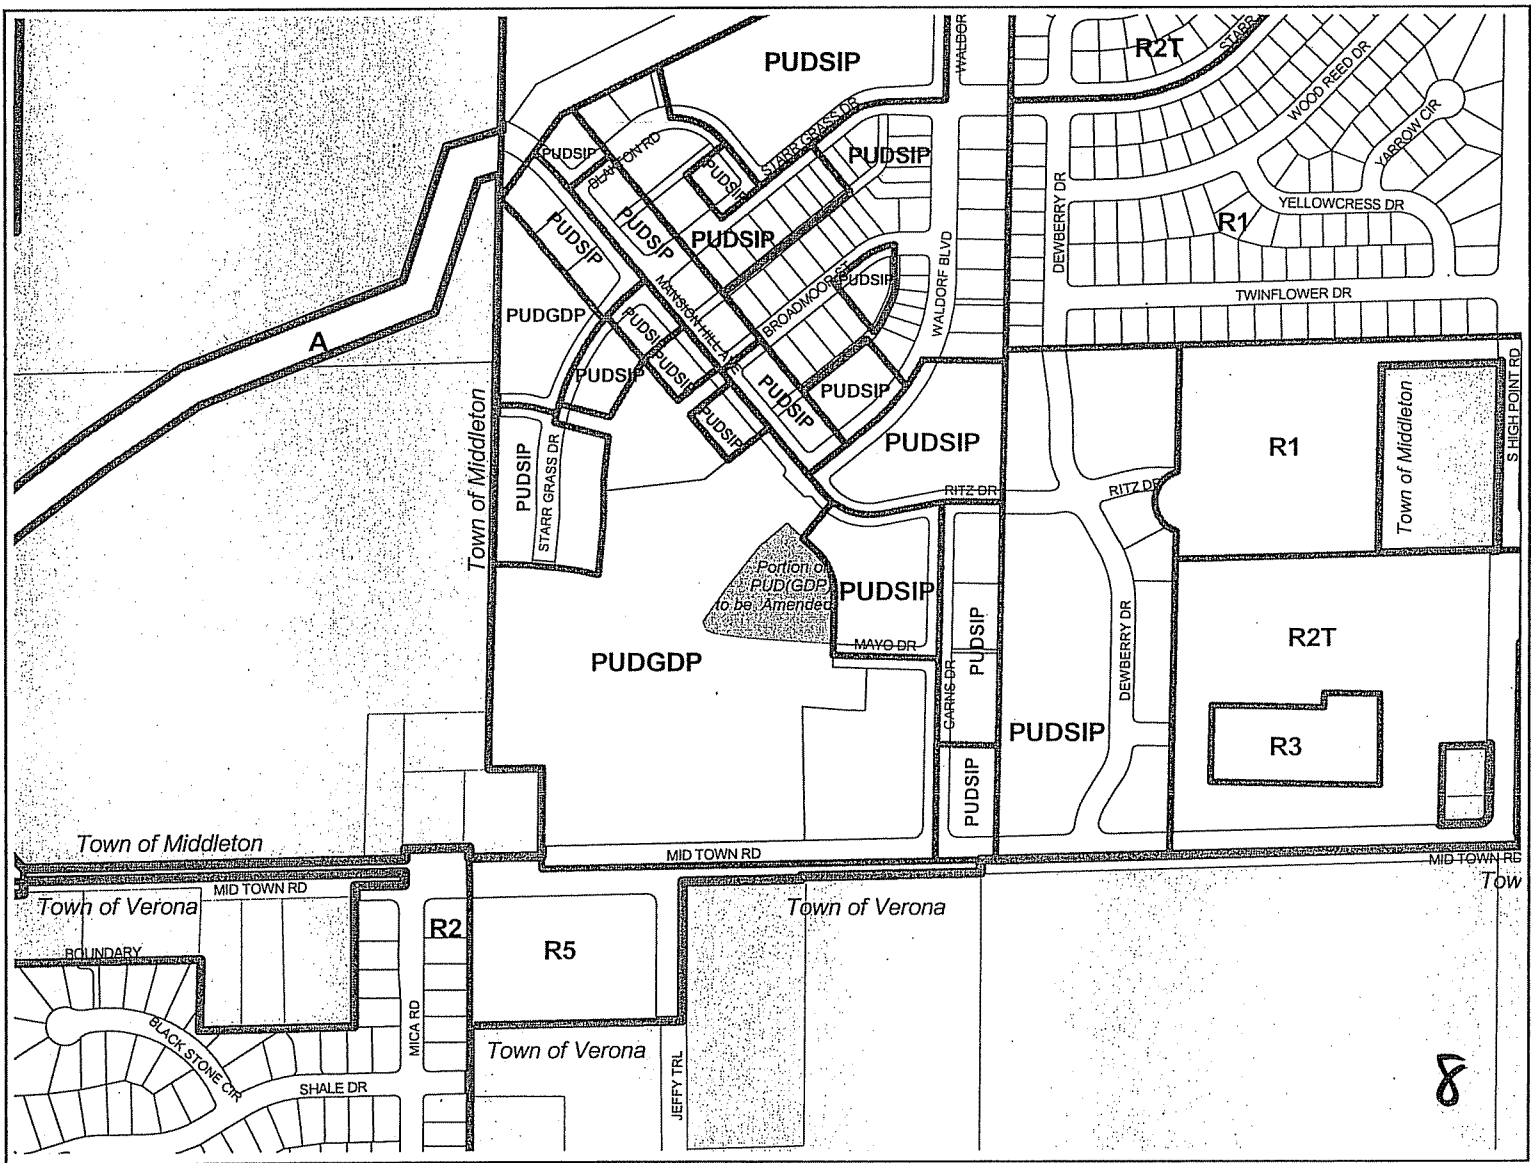 PUDSIP
WALDOR
R2T
STARR
WOOD REED DR
YARROW CIR
STARR GRASS DR
PUDSIP
BLAKTON RD
PUDSIP
PUDSIP
DEWBERRY DR
YELLOWCRESS DR
R1
PUDSIP
PUDSIP
PUDSIP
WALDORF BLVD
BROADMOOR ST
PUDSIP
TWINFLOWER DR
MANSION HILL AVE
PUDGDP
PUDSIP
A
S HIGH POINT RD
PUDSIP
PUDSIP
PUDSIP
PUDSIP
Town of Middleton
Town of Middleton
PUDSIP
PUDSIP
R1
PUDSIP
STARR GRASS DR
RITZ DR
RITZ DR
Portion of
PUD(GDP)
to be Amended
PUDSIP
MAYO DR
PUDSIP
DEWBERRY DR
R2T
PUDGDP
CARNS DR
PUDSIP
R3
PUDSIP
Town of Middleton
MID TOWN RD
MID TOWN RD
Tow
MID TOWN RD
Town of Verona
Town of Verona
R2
R5
BOUNDARY
BLACK STONE CIR
MICA RD
Town of Verona
SHALE DR
JEFFY TRL
8